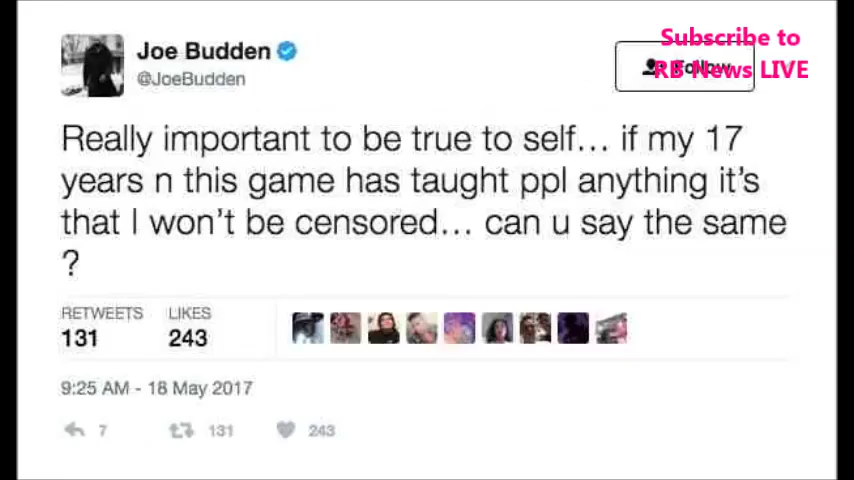 Joe Budden
@JoeBudden
Subscribe to
RB News LIVE
Follow
Really important to be true to self... if my 17
years n this game has taught ppl anything it's
that I won't be censored... can u say the same
?
RETWEETS LIKES
131 243
9:25 AM - 18 May 2017
7 131 243